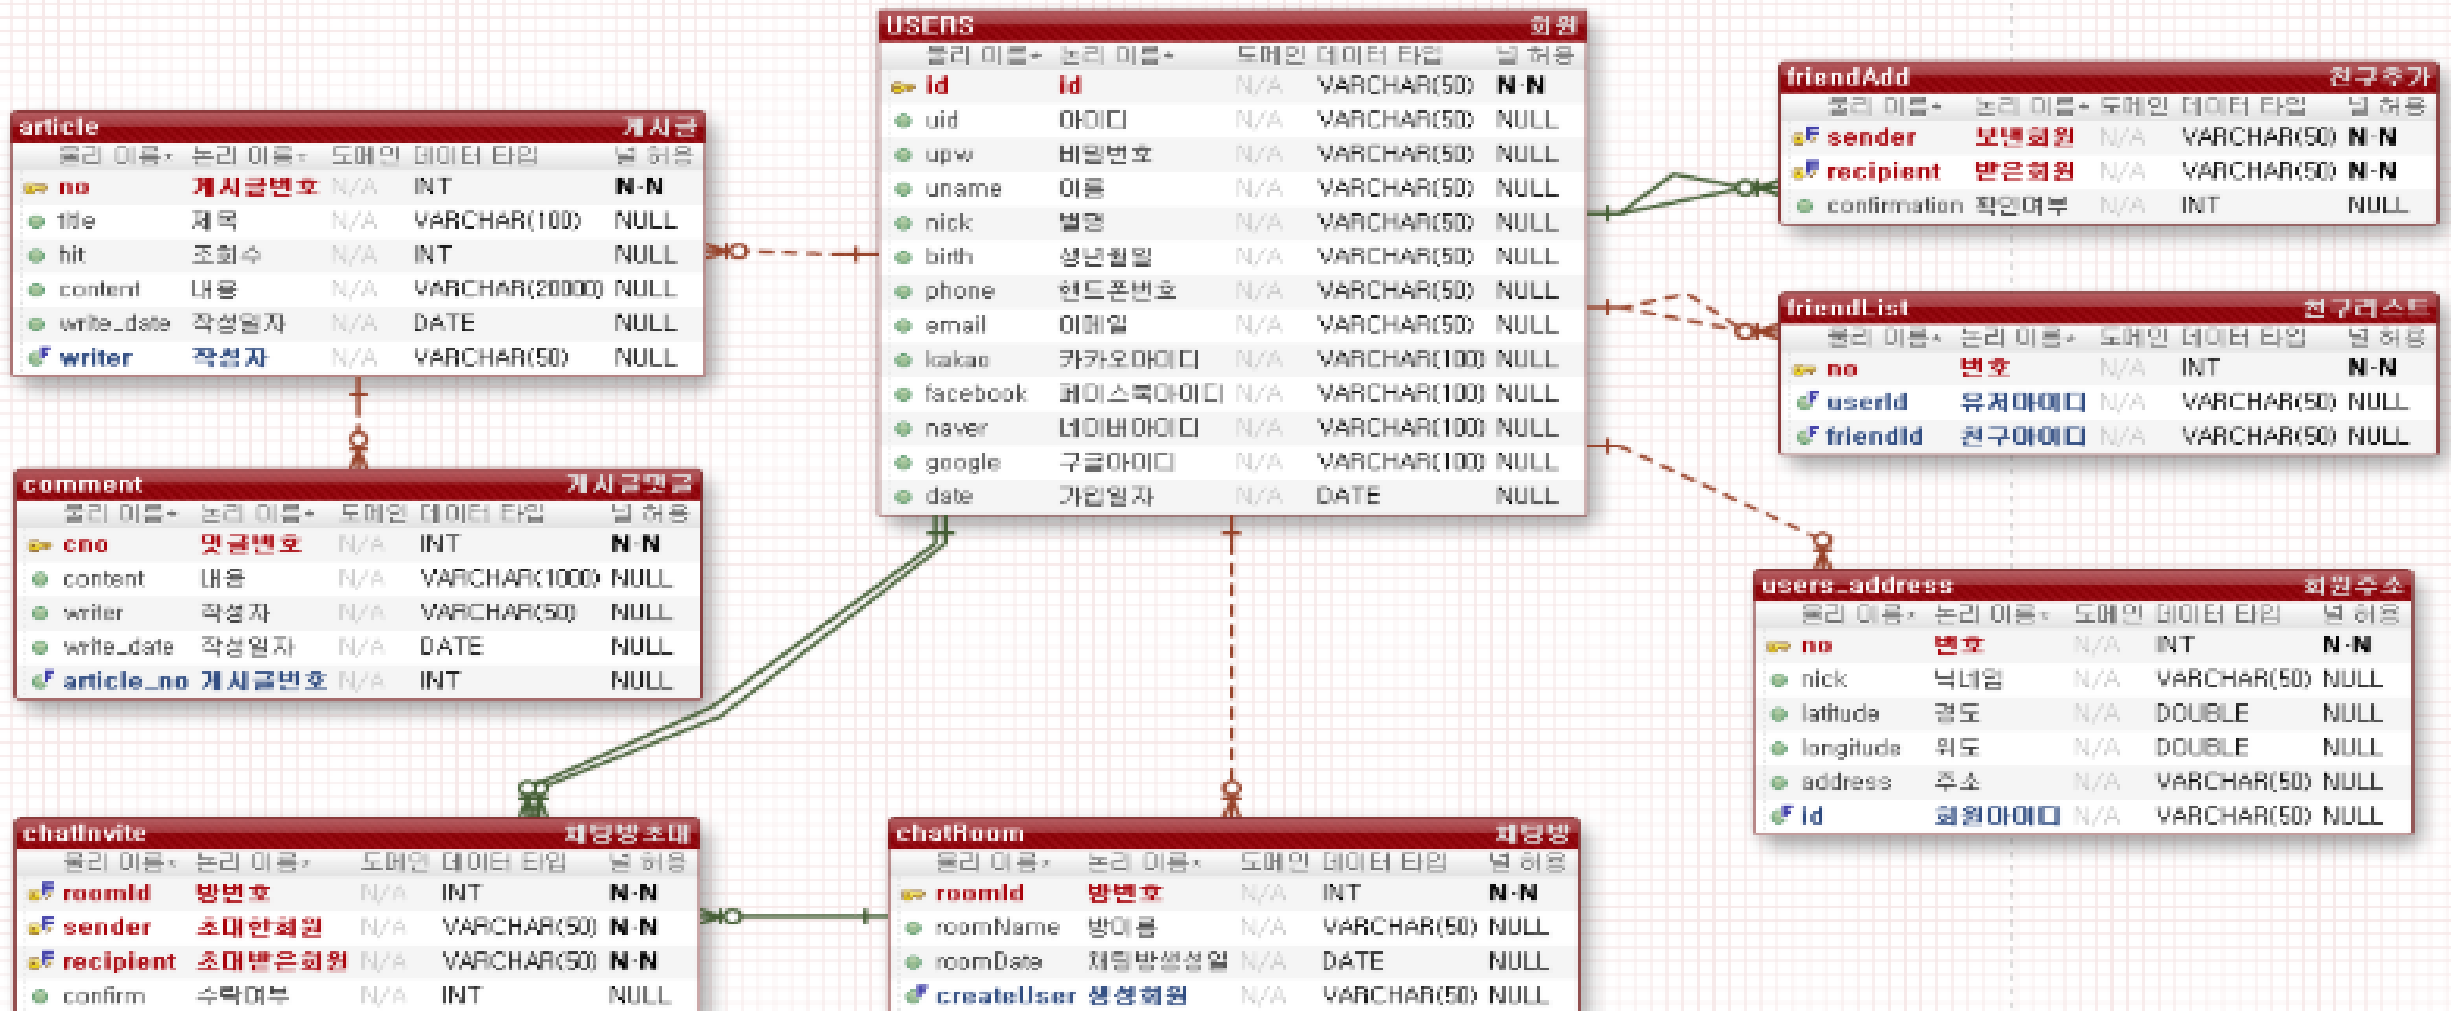 USERS 회원
물리 이름 논리 이름 도메인 데이터 타입 널 허용
id id N/A VARCHAR(50) N-N
uid 아이디 N/A VARCHAR(50) NULL
upw 비밀번호 N/A VARCHAR(50) NULL
uname 이름 N/A VARCHAR(50) NULL
nick 별명 N/A VARCHAR(50) NULL
birth 생년월일 N/A VARCHAR(50) NULL
phone 핸드폰번호 N/A VARCHAR(50) NULL
email 이메일 N/A VARCHAR(50) NULL
kakao 카카오아이디 N/A VARCHAR(100) NULL
facebook 페이스북아이디 N/A VARCHAR(100) NULL
naver 네이버아이디 N/A VARCHAR(100) NULL
google 구글아이디 N/A VARCHAR(100) NULL
date 가입일자 N/A DATE NULL
friendAdd 친구추가
물리 이름 논리 이름 도메인 데이터 타입 널 허용
sender 보낸회원 N/A VARCHAR(50) N-N
recipient 받은회원 N/A VARCHAR(50) N-N
confirmation 확인여부 N/A INT NULL
article 게시글
물리 이름 논리 이름 도메인 데이터 타입 널 허용
no 게시글번호 N/A INT N-N
title 제목 N/A VARCHAR(100) NULL
hit 조회수 N/A INT NULL
content 내용 N/A VARCHAR(20000) NULL
write_date 작성일자 N/A DATE NULL
writer 작성자 N/A VARCHAR(50) NULL
friendList 친구리스트
물리 이름 논리 이름 도메인 데이터 타입 널 허용
no 번호 N/A INT N-N
userId 유저아이디 N/A VARCHAR(50) NULL
friendId 친구아이디 N/A VARCHAR(50) NULL
comment 게시글댓글
물리 이름 논리 이름 도메인 데이터 타입 널 허용
cno 댓글번호 N/A INT N-N
content 내용 N/A VARCHAR(1000) NULL
writer 작성자 N/A VARCHAR(50) NULL
write_date 작성일자 N/A DATE NULL
article_no 게시글번호 N/A INT NULL
users_address 회원주소
물리 이름 논리 이름 도메인 데이터 타입 널 허용
no 번호 N/A INT N-N
nick 닉네임 N/A VARCHAR(50) NULL
latitude 경도 N/A DOUBLE NULL
longitude 위도 N/A DOUBLE NULL
address 주소 N/A VARCHAR(50) NULL
id 회원아이디 N/A VARCHAR(50) NULL
chatInvite 채팅방초대
물리 이름 논리 이름 도메인 데이터 타입 널 허용
roomId 방번호 N/A INT N-N
sender 초대한회원 N/A VARCHAR(50) N-N
recipient 초대받은회원 N/A VARCHAR(50) N-N
confirm 수락여부 N/A INT NULL
chatRoom 채팅방
물리 이름 논리 이름 도메인 데이터 타입 널 허용
roomId 방번호 N/A INT N-N
roomName 방이름 N/A VARCHAR(50) NULL
roomDate 채팅방생성일 N/A DATE NULL
createUser 생성회원 N/A VARCHAR(50) NULL